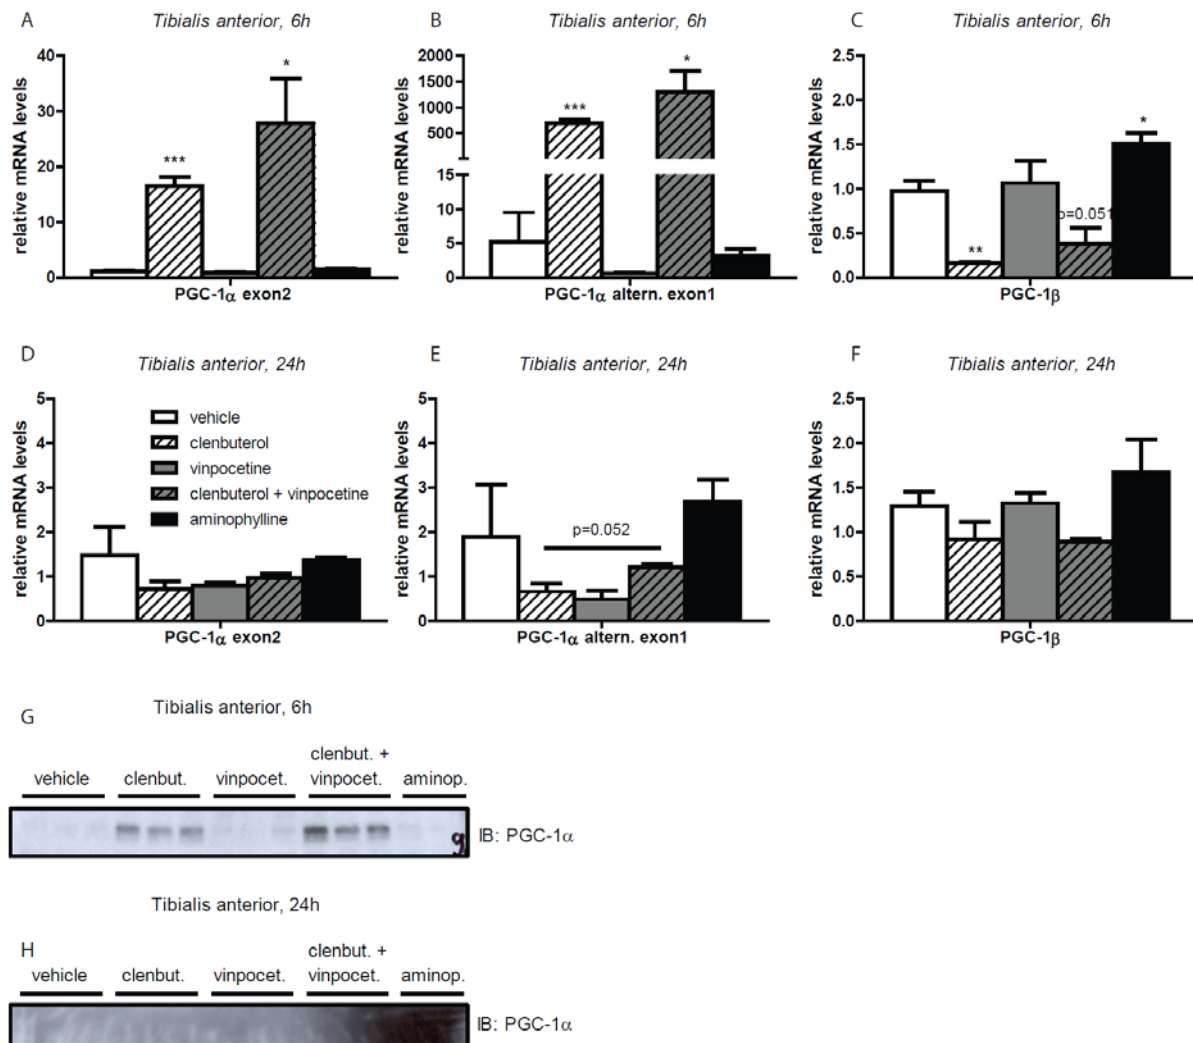 A
Tibialis anterior, 6h
relative mRNA levels
40
30
20
10
0
***
*
PGC-1α exon2
B
Tibialis anterior, 6h
relative mRNA levels
2000
1500
1000
500
15
10
5
0
***
*
PGC-1α altern. exon1
C
Tibialis anterior, 6h
relative mRNA levels
2.5
2.0
1.5
1.0
0.5
0.0
**
p=0.051
*
PGC-1β
D
Tibialis anterior, 24h
relative mRNA levels
5
4
3
2
1
0
vehicle
clenbuterol
vinpocetine
clenbuterol + vinpocetine
aminophylline
PGC-1α exon2
E
Tibialis anterior, 24h
relative mRNA levels
5
4
3
2
1
0
p=0.052
PGC-1α altern. exon1
F
Tibialis anterior, 24h
relative mRNA levels
2.5
2.0
1.5
1.0
0.5
0.0
PGC-1β
G
Tibialis anterior, 6h
vehicle
clenbut.
vinpocet.
clenbut. +
vinpocet.
aminop.
IB: PGC-1α
Tibialis anterior, 24h
H
vehicle
clenbut.
vinpocet.
clenbut. +
vinpocet.
aminop.
IB: PGC-1α